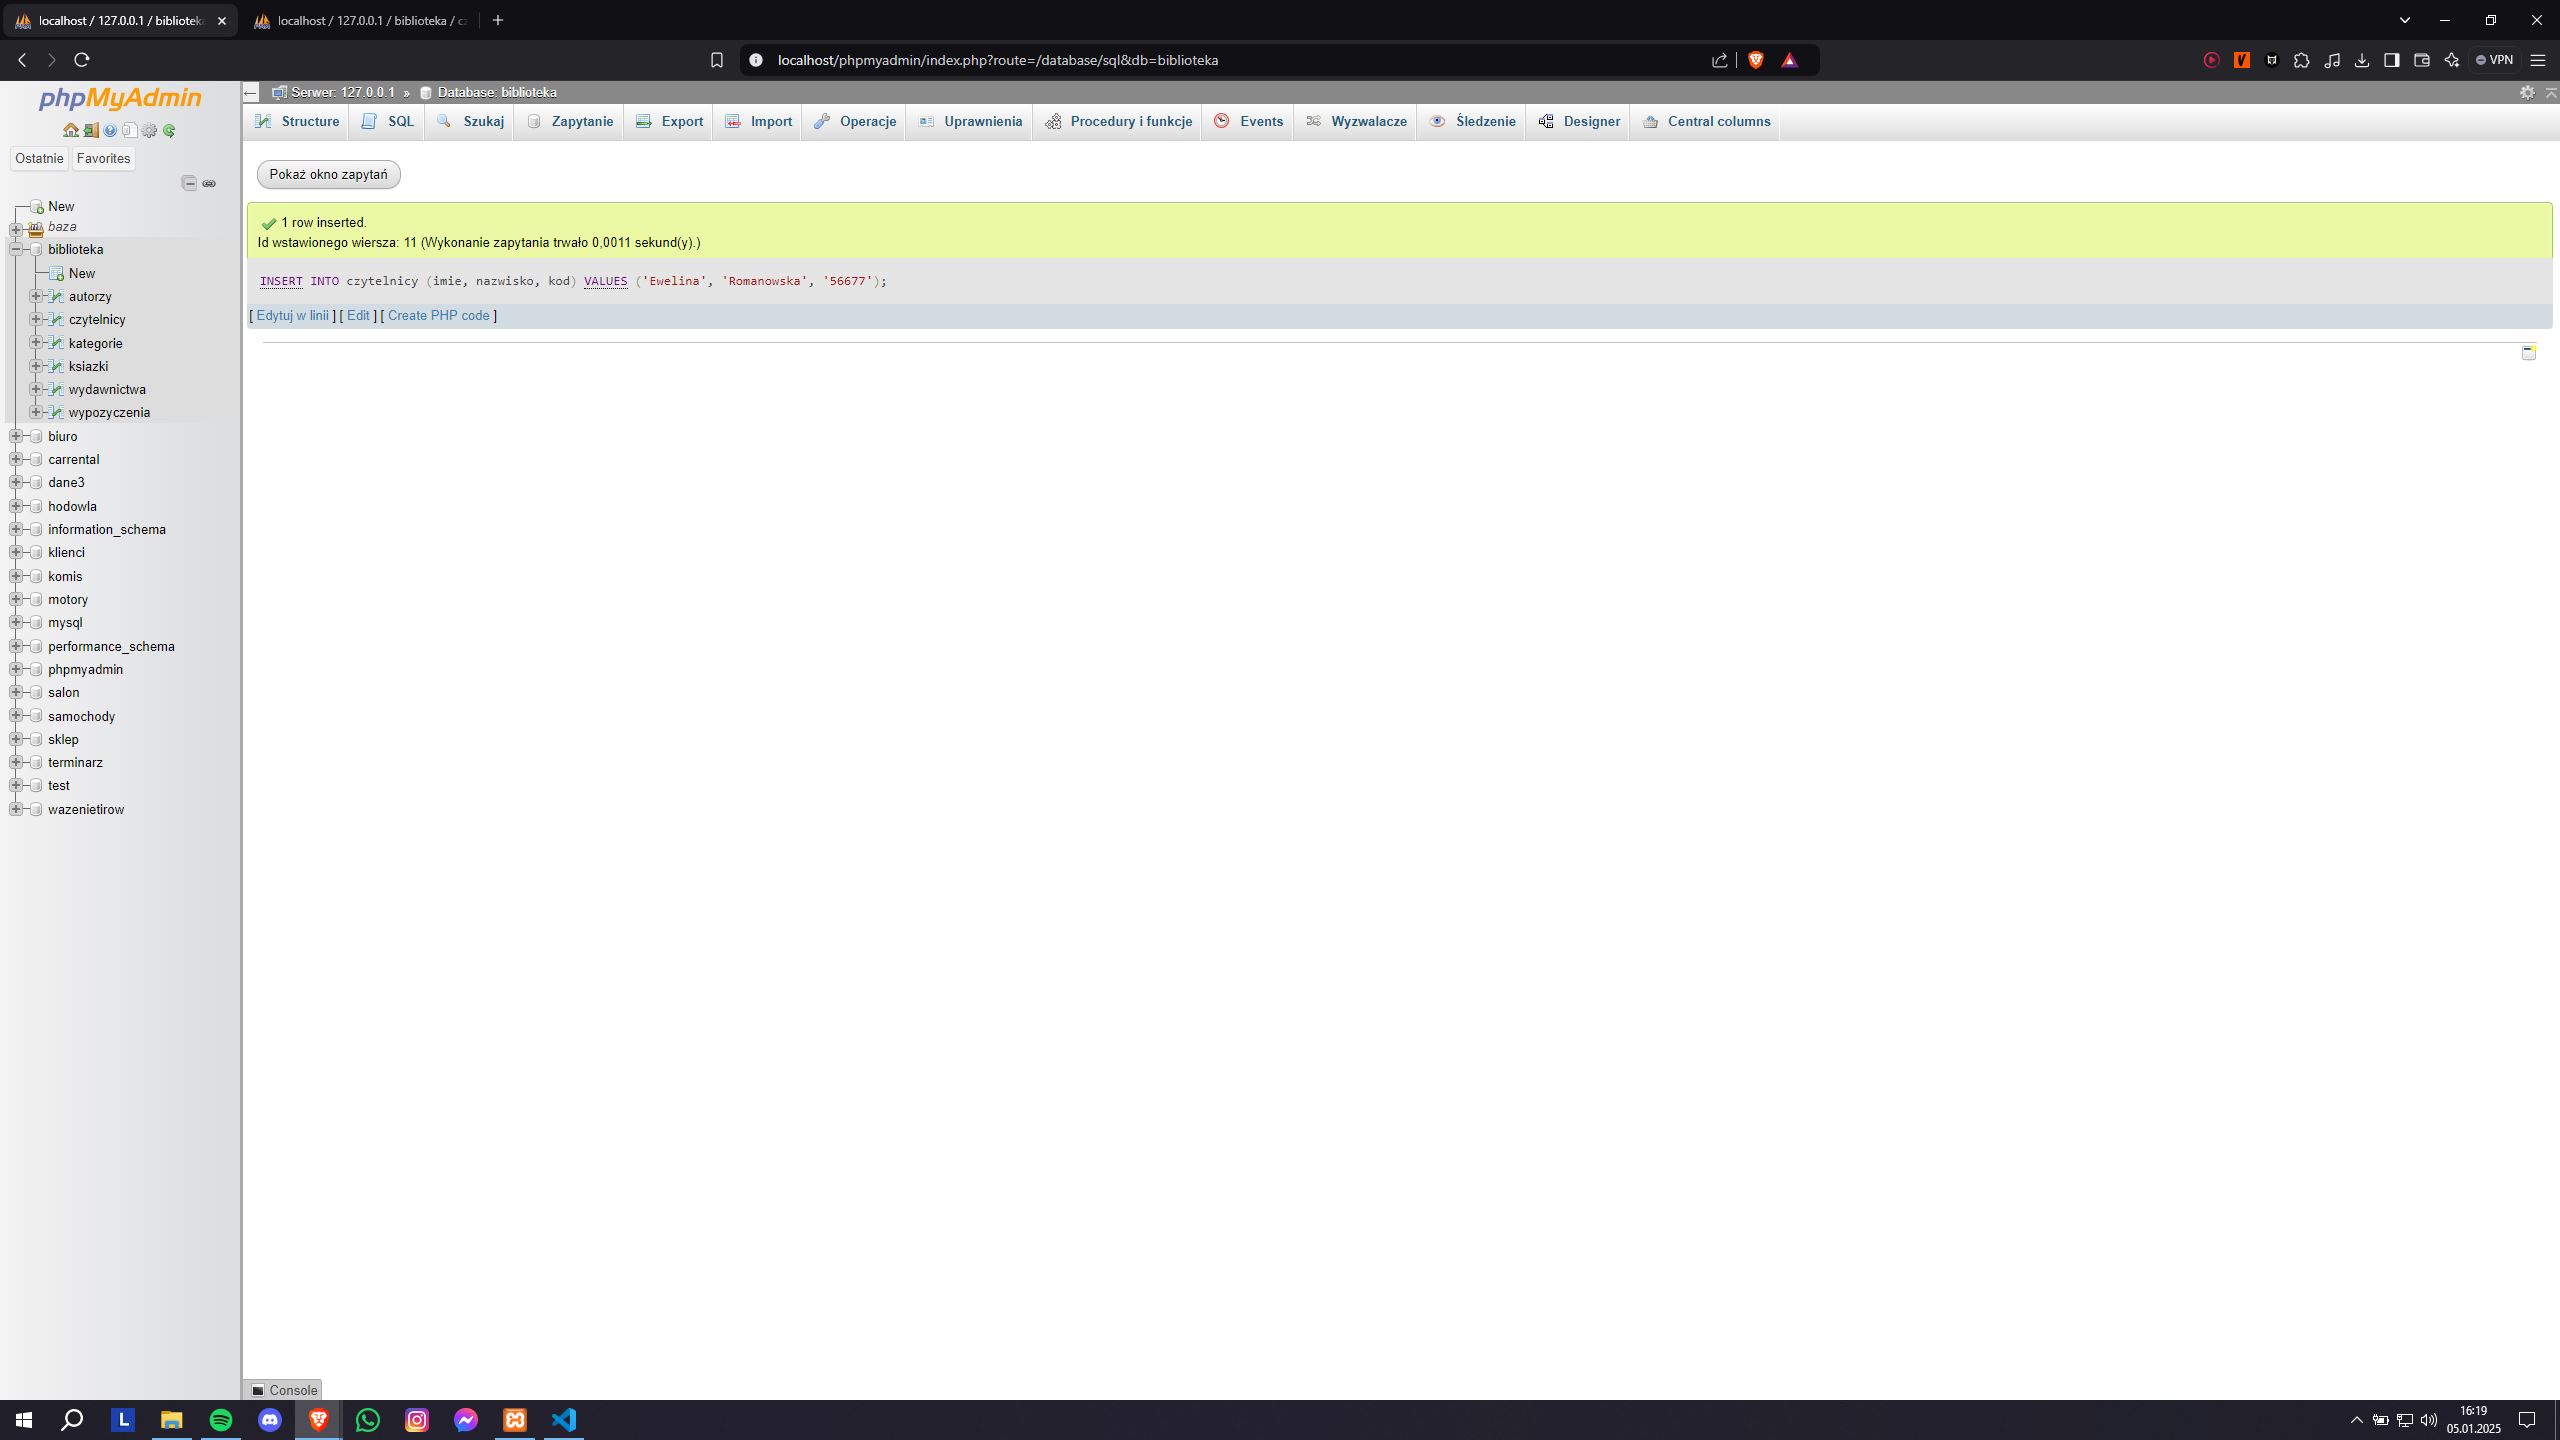 localhost / 127.0.0.1 / bibliotek
localhost / 127.0.0.1 / biblioteka / cz
localhost/phpmyadmin/index.php?route=/database/sql&db=biblioteka
VPN
phpMyAdmin
Ostatnie
Favorites
New
baza
biblioteka
New
autorzy
czytelnicy
kategorie
ksiazki
wydawnictwa
wypozyczenia
biuro
carrental
dane3
hodowla
information_schema
klienci
komis
motory
mysql
performance_schema
phpmyadmin
salon
samochody
sklep
terminarz
test
wazenietirow
Serwer: 127.0.0.1 » Database: biblioteka
Structure SQL Szukaj Zapytanie Export Import Operacje Uprawnienia Procedury i funkcje Events Wyzwalacze Śledzenie Designer Central columns
Pokaż okno zapytań
1 row inserted.
Id wstawionego wiersza: 11 (Wykonanie zapytania trwało 0,0011 sekund(y).)
INSERT INTO czytelnicy (imie, nazwisko, kod) VALUES ('Ewelina', 'Romanowska', '56677');
[ Edytuj w linii ] [ Edit ] [ Create PHP code ]
Console
L
16:19
05.01.2025